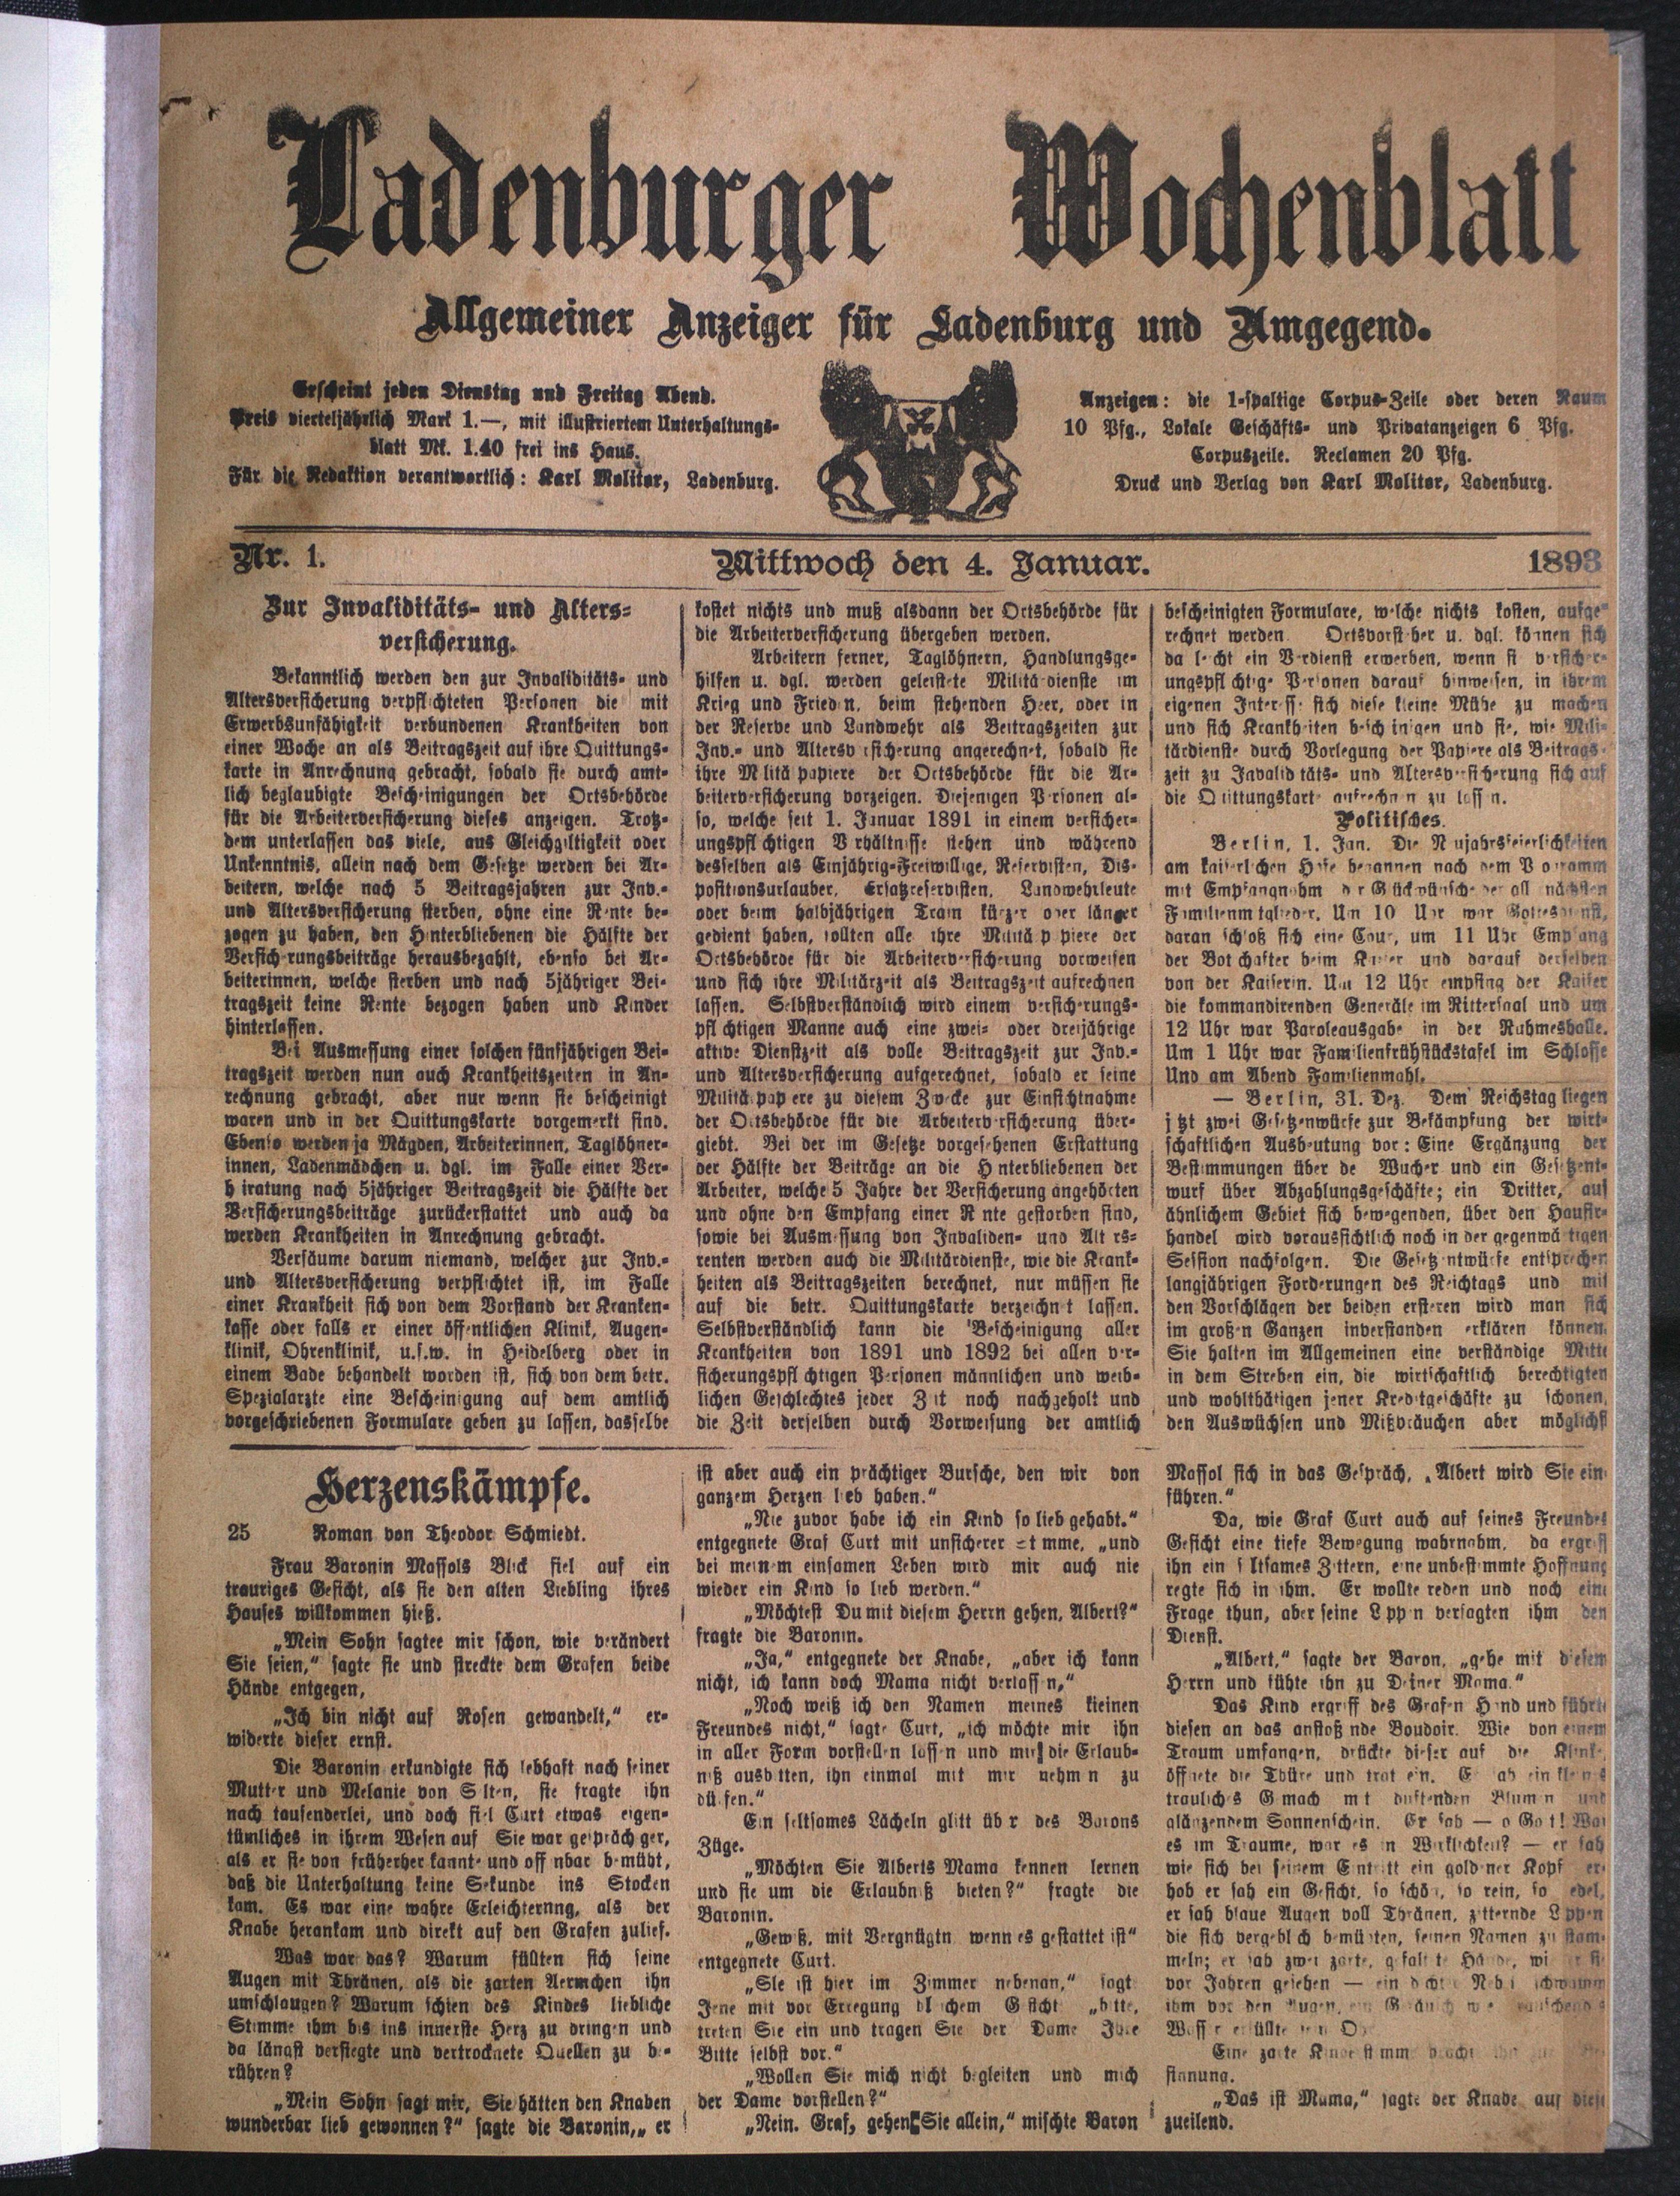 Ladenburger Wochenblatt
Allgemeiner Anzeiger für Ladenburg und Umgegend.
Erscheint jeden Dienstag und Freitag Abend.
Preis vierteljährlich Mark 1.—, mit illustriertem Unterhaltungs-
blatt Mk. 1.40 frei ins Haus.
Für die Redaktion verantwortlich: Karl Molitor, Ladenburg.
Anzeigen: die 1-spaltige Corpus-Zeile oder deren Raum
10 Pfg., Lokale Geschäfts- und Privatanzeigen 6 Pfg.
Corpuszeile. Reclamen 20 Pfg.
Druck und Verlag von Karl Molitor, Ladenburg.
Nr. 1.
Mittwoch den 4. Januar.
1893
Zur Invaliditäts- und Alters-
versicherung.
Bekanntlich werden den zur Invaliditäts- und
Altersversicherung verpflichteten Personen die mit
Erwerbsunfähigkeit verbundenen Krankheiten von
einer Woche an als Beitragszeit auf ihre Quittungs-
karte in Anrechnung gebracht, sobald sie durch amt-
lich beglaubigte Bescheinigungen der Ortsbehörde
für die Arbeiterversicherung dieses anzeigen. Trotz-
dem unterlassen das viele, aus Gleichgiltigkeit oder
Unkenntnis, allein nach dem Gesetze werden bei Ar-
beitern, welche nach 5 Beitragsjahren zur Inv.-
und Altersversicherung sterben, ohne eine Rente be-
zogen zu haben, den Hinterbliebenen die Hälfte der
Versicherungsbeiträge herausbezahlt, ebenso bei Ar-
beiterinnen, welche sterben und nach 5jähriger Bei-
tragszeit keine Rente bezogen haben und Kinder
hinterlassen.
Bei Ausmessung einer solchen fünfjährigen Bei-
tragszeit werden nun auch Krankheitszeiten in An-
rechnung gebracht, aber nur wenn sie bescheinigt
waren und in der Quittungskarte vorgemerkt sind.
Ebenso werden ja Mägden, Arbeiterinnen, Taglöhner-
innen, Ladenmädchen u. dgl. im Falle einer Ver-
heiratung nach 5jähriger Beitragszeit die Hälfte der
Versicherungsbeiträge zurückerstattet und auch da
werden Krankheiten in Anrechnung gebracht.
Versäume darum niemand, welcher zur Inv.-
und Altersversicherung verpflichtet ist, im Falle
einer Krankheit sich von dem Vorstand der Kranken-
kasse oder falls er einer öffentlichen Klinik, Augen-
klinik, Ohrenklinik, u.s.w. in Heidelberg oder in
einem Bade behandelt worden ist, sich von dem betr.
Spezialarzte eine Bescheinigung auf dem amtlich
vorgeschriebenen Formulare geben zu lassen, dasselbe
kostet nichts und muß alsdann der Ortsbehörde für
die Arbeiterversicherung übergeben werden.
Arbeitern ferner, Taglöhnern, Handlungsge-
hilfen u. dgl. werden geleistete Militärdienste im
Krieg und Frieden, beim stehenden Heer, oder in
der Reserve und Landwehr als Beitragszeiten zur
Inv.- und Altersversicherung angerechnet, sobald sie
ihre Militärpapiere der Ortsbehörde für die Ar-
beiterversicherung vorzeigen. Diejenigen Personen al-
so, welche seit 1. Januar 1891 in einem versicher-
ungspflichtigen Verhältnisse stehen und während
desselben als Einjährig-Freiwillige, Reservisten, Dis-
positionsurlauber, Ersatzreservisten, Landwehrleute
oder beim halbjährigen Train kürzer oder länger
gedient haben, sollten alle ihre Militärpapiere der
Ortsbehörde für die Arbeiterversicherung vorweisen
und sich ihre Militärzeit als Beitragszeit aufrechnen
lassen. Selbstverständlich wird einem versicherungs-
pflichtigen Manne auch eine zwei- oder dreijährige
aktive Dienstzeit als volle Beitragszeit zur Inv.-
und Altersversicherung aufgerechnet, sobald er seine
Militärpapiere zu diesem Zwecke zur Einsichtnahme
der Ortsbehörde für die Arbeiterversicherung über-
giebt. Bei der im Gesetze vorgesehenen Erstattung
der Hälfte der Beiträge an die Hinterbliebenen der
Arbeiter, welche 5 Jahre der Versicherung angehörten
und ohne den Empfang einer Rente gestorben sind,
sowie bei Ausmessung von Invaliden- und Alters-
renten werden auch die Militärdienste, wie die Krank-
heiten als Beitragszeiten berechnet, nur müssen sie
auf die betr. Quittungskarte verzeichnet lassen.
Selbstverständlich kann die Bescheinigung aller
Krankheiten von 1891 und 1892 bei allen ver-
sicherungspflichtigen Personen männlichen und weib-
lichen Geschlechtes jeder Zeit noch nachgeholt und
die Zeit derselben durch Vorweisung der amtlich
bescheinigten Formulare, welche nichts kosten, aufge-
rechnet werden. Ortsvorsteher u. dgl. können sich
da leicht ein Verdienst erwerben, wenn sie versicher-
ungspflichtige Personen darauf hinweisen, in ihrem
eigenen Interesse sich diese kleine Mühe zu machen
und sich Krankheiten bescheinigen und sie, wie Mili-
tärdienste durch Vorlegung der Papiere als Beitrags-
zeit zu Invaliditäts- und Altersversicherung sich auf
die Quittungskarte aufrechnen zu lassen.
Politisches.
Berlin, 1. Jan. Die Neujahrsfeierlichkeiten
am kaiserlichen Hofe begannen nach dem Programm
mit Empfangnahme der Glückwünsche der all nächsten
Familienmitglieder. Um 10 Uhr war Gottesdienst,
daran schloß sich eine Cour, um 11 Uhr Empfang
der Botschafter beim Kaiser und darauf derselben
von der Kaiserin. Um 12 Uhr empfing der Kaiser
die kommandirenden Generäle im Rittersaal und um
12 Uhr war Paroleausgabe in der Ruhmeshalle.
Um 1 Uhr war Familienfrühstückstafel im Schlosse
Und am Abend Familienmahl.
— Berlin, 31. Dez. Dem Reichstag liegen
jetzt zwei Gesetzenwürfe zur Bekämpfung der wirt-
schaftlichen Ausbeutung vor: Eine Ergänzung der
Bestimmungen über de Wucher und ein Gesetzent-
wurf über Abzahlungsgeschäfte; ein Dritter, auf
ähnlichem Gebiet sich bewegenden, über den Hausir-
handel wird voraussichtlich noch in der gegenwärtigen
Session nachfolgen. Die Gesetzentwürfe entsprechen
langjährigen Forderungen des Reichtags und mit
den Vorschlägen der beiden ersteren wird man sich
im großen Ganzen inverstanden erklären können.
Sie halten im Allgemeinen eine verständige Mitte
in dem Streben ein, die wirtschaftlich berechtigten
und wohlthätigen jener Kreditgeschäfte zu schonen,
den Auswüchsen und Mißbräuchen aber möglichst
Herzenskämpfe.
25 Roman von Theodor Schmiedt.
Frau Baronin Massols Blick fiel auf ein
trauriges Gesicht, als sie den alten Liebling ihres
Hauses willkommen hieß.
„Mein Sohn sagtee mir schon, wie verändert
Sie seien,“ sagte sie und streckte dem Grafen beide
Hände entgegen,
„Ich bin nicht auf Rosen gewandelt,“ er-
widerte dieser ernst.
Die Baronin erkundigte sich lebhaft nach seiner
Mutter und Melanie von Silten, sie fragte ihn
nach tausenderlei, und doch fiel Curt etwas eigen-
tümliches in ihrem Wesen auf Sie war gesprächiger,
als er sie von früherher kannte und offenbar bemüht,
daß die Unterhaltung keine Sekunde ins Stocken
kam. Es war eine wahre Erleichternng, als der
Knabe herankam und direkt auf den Grafen zulief.
Was war das? Warum füllten sich seine
Augen mit Thränen, als die zarten Aermchen ihn
umschlangen? Warum schien des Kindes liebliche
Stimme ihm bis ins innerste Herz zu dringen und
da längst versiegte und vertrocknete Quellen zu be-
rühren?
„Mein Sohn sagt mir, Sie hätten den Knaben
wunderbar lieb gewonnen?“ sagte die Baronin,„ er
ist aber auch ein prächtiger Bursche, den wir von
ganzem Herzen lieb haben.“
„Nie zuvor habe ich ein Kind so lieb gehabt.“
entgegnete Graf Curt mit unsicherer Stimme, „und
bei meinem einsamen Leben wird mir auch nie
wieder ein Kind so lieb werden.“
„Möchtest Du mit diesem Herrn gehen, Albert?“
fragte die Baronin.
„Ja,“ entgegnete der Knabe, „aber ich kann
nicht, ich kann doch Mama nicht verlassen,“
„Noch weiß ich den Namen meines kleinen
Freundes nicht,“ sagte Curt, „ich möchte mir ihn
in aller Form vorstellen lassen und mir die Erlaub-
niß ausbitten, ihn einmal mit mir nehmen zu
dürfen.“
Ein seltsames Lächeln glitt über des Barons
Züge.
„Möchten Sie Alberts Mama kennen lernen
und sie um die Erlaubniß bieten?“ fragte die
Baronin.
„Gewiß, mit Vergnügtn wenn es gestattet ist“
entgegnete Curt.
„Sle ist hier im Zimmer nebenan,“ sagt
Jene mit vor Erregung bleichem Gesicht „bitte,
treten Sie ein und tragen Sie der Dame Ihre
Bitte selbst vor.“
„Wollen Sie mich nicht begleiten und mich
der Dame vorstellen?“
„Nein. Graf, gehen Sie allein,“ mischte Baron
Massol sich in das Gespräch, „Albert wird Sie ein-
führen.“
Da, wie Graf Curt auch auf seines Freundes
Gesicht eine tiefe Bewegung wahrnahm, da ergriff
ihn ein seltsames Zittern, eine unbestimmte Hoffnung
regte sich in ihm. Er wollte reden und noch eine
Frage thun, aber seine Lippen versagten ihm den
Dienst.
„Albert,“ sagte der Baron, „gehe mit diesem
Herrn und führe ihn zu Deiner Mama.“
Das Kind ergriff des Grafen Hand und führte
diesen an das anstoßende Boudoir. Wie von einem
Traum umfangen, drückte dieser auf die Klinke,
öffnete die Thüre und trat ein. Er sah ein kleines
trauliches Gemach mit duftenden Blumen und
glänzendem Sonnenschein. Er sah — o Gott! War
es im Traume, war es in Wirklichkeit? — er sah
wie sich bei seinem Eintritt ein goldener Kopf er-
hob er sah ein Gesicht, so schön, so rein, so edel,
er sah blaue Augen voll Thränen, zitternde Lippen
die sich vergeblich bemühten, seinen Namen zu stam-
meln; er sah zwei zarte, gefaltete Hände, wie er sie
vor Jahren gesehen — ein dichter Nebel schwamm
ihm vor den Augen, ein Geräusch wie rauschendes
Wasser erfüllte
Eine zarte Kinderstimme brachte ihn
sinnung.
„Das ist Mama,“ sagte der Knabe auf diese
zueilend.